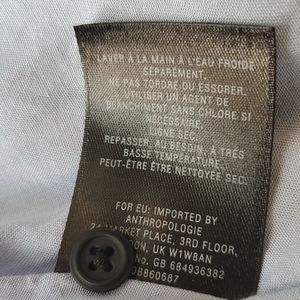 LAVER À LA MAIN À L'EAU FROIDE
SÉPARÉMENT.
NE PAS TORDRE OU ESSORER.
UTILISER UN AGENT DE
BLANCHIMENT SANS CHLORE SI
NÉCESSAIRE
LIGNE SEC.
REPASSER, AU BESOIN, À TRÈS
BASSE TEMPÉRATURE.
PEUT-ÊTRE ÊTRE NETTOYÉE SEC.
FOR EU: IMPORTED BY
ANTHROPOLOGIE
MARKET PLACE, 3RD FLOOR,
UK W1WBAN
No. GB 684936382